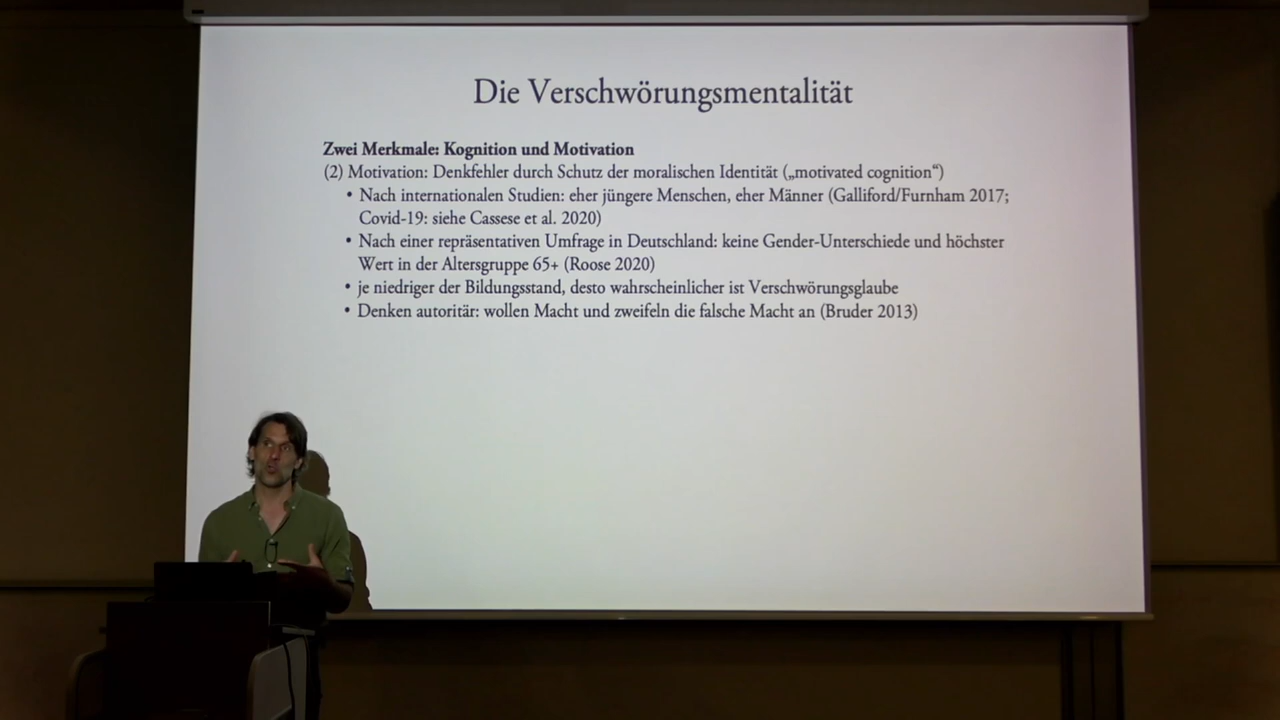 Die Verschwörungsmentalität
Zwei Merkmale: Kognition und Motivation
(2) Motivation: Denkfehler durch Schutz der moralischen Identität („motivated cognition“)
• Nach internationalen Studien: eher jüngere Menschen, eher Männer (Galliford/Furnham 2017;
Covid-19: siehe Cassese et al. 2020)
• Nach einer repräsentativen Umfrage in Deutschland: keine Gender-Unterschiede und höchster
Wert in der Altersgruppe 65+ (Roose 2020)
• je niedriger der Bildungsstand, desto wahrscheinlicher ist Verschwörungsglaube
• Denken autoritär: wollen Macht und zweifeln die falsche Macht an (Bruder 2013)